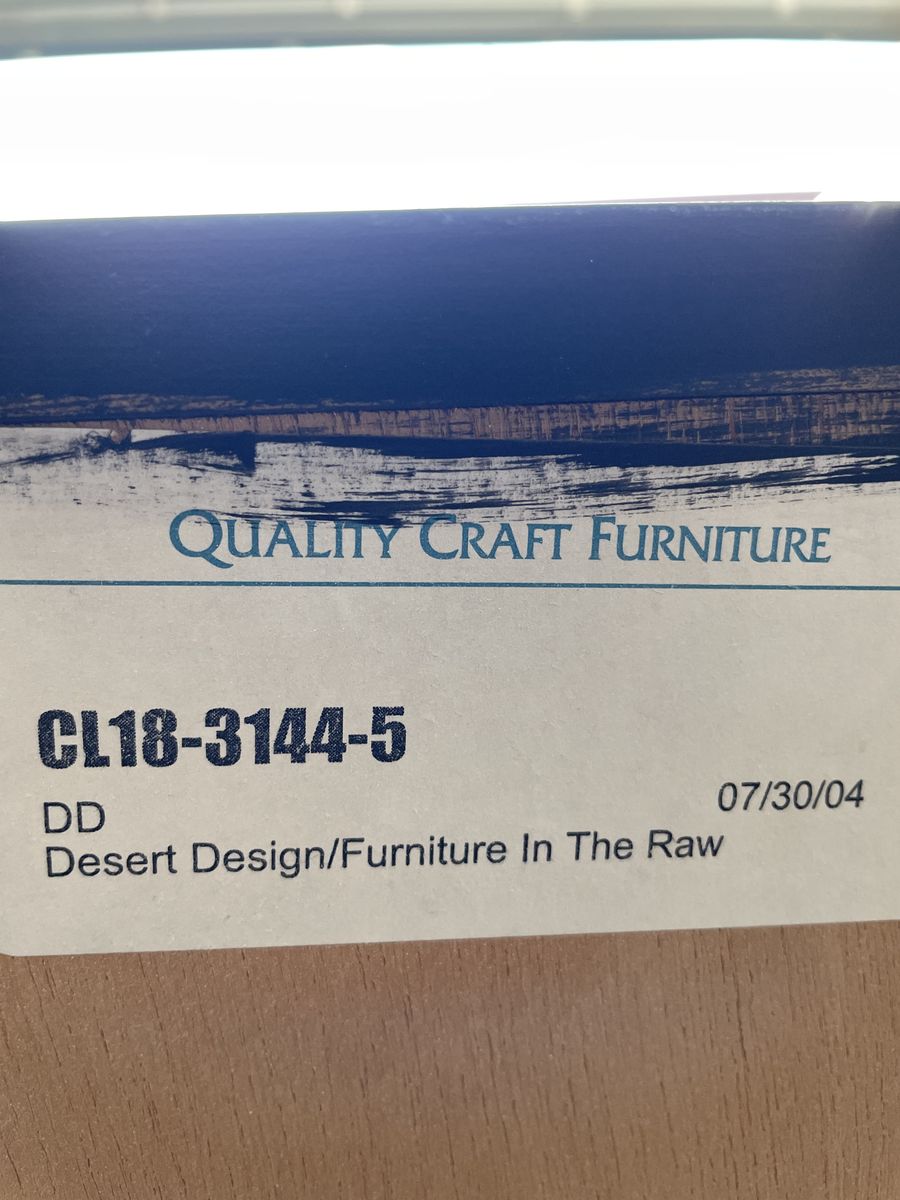 QUALITY CRAFT FURNITURE
CL18-3144-5
DD
07/30/04
Desert Design/Furniture In The Raw